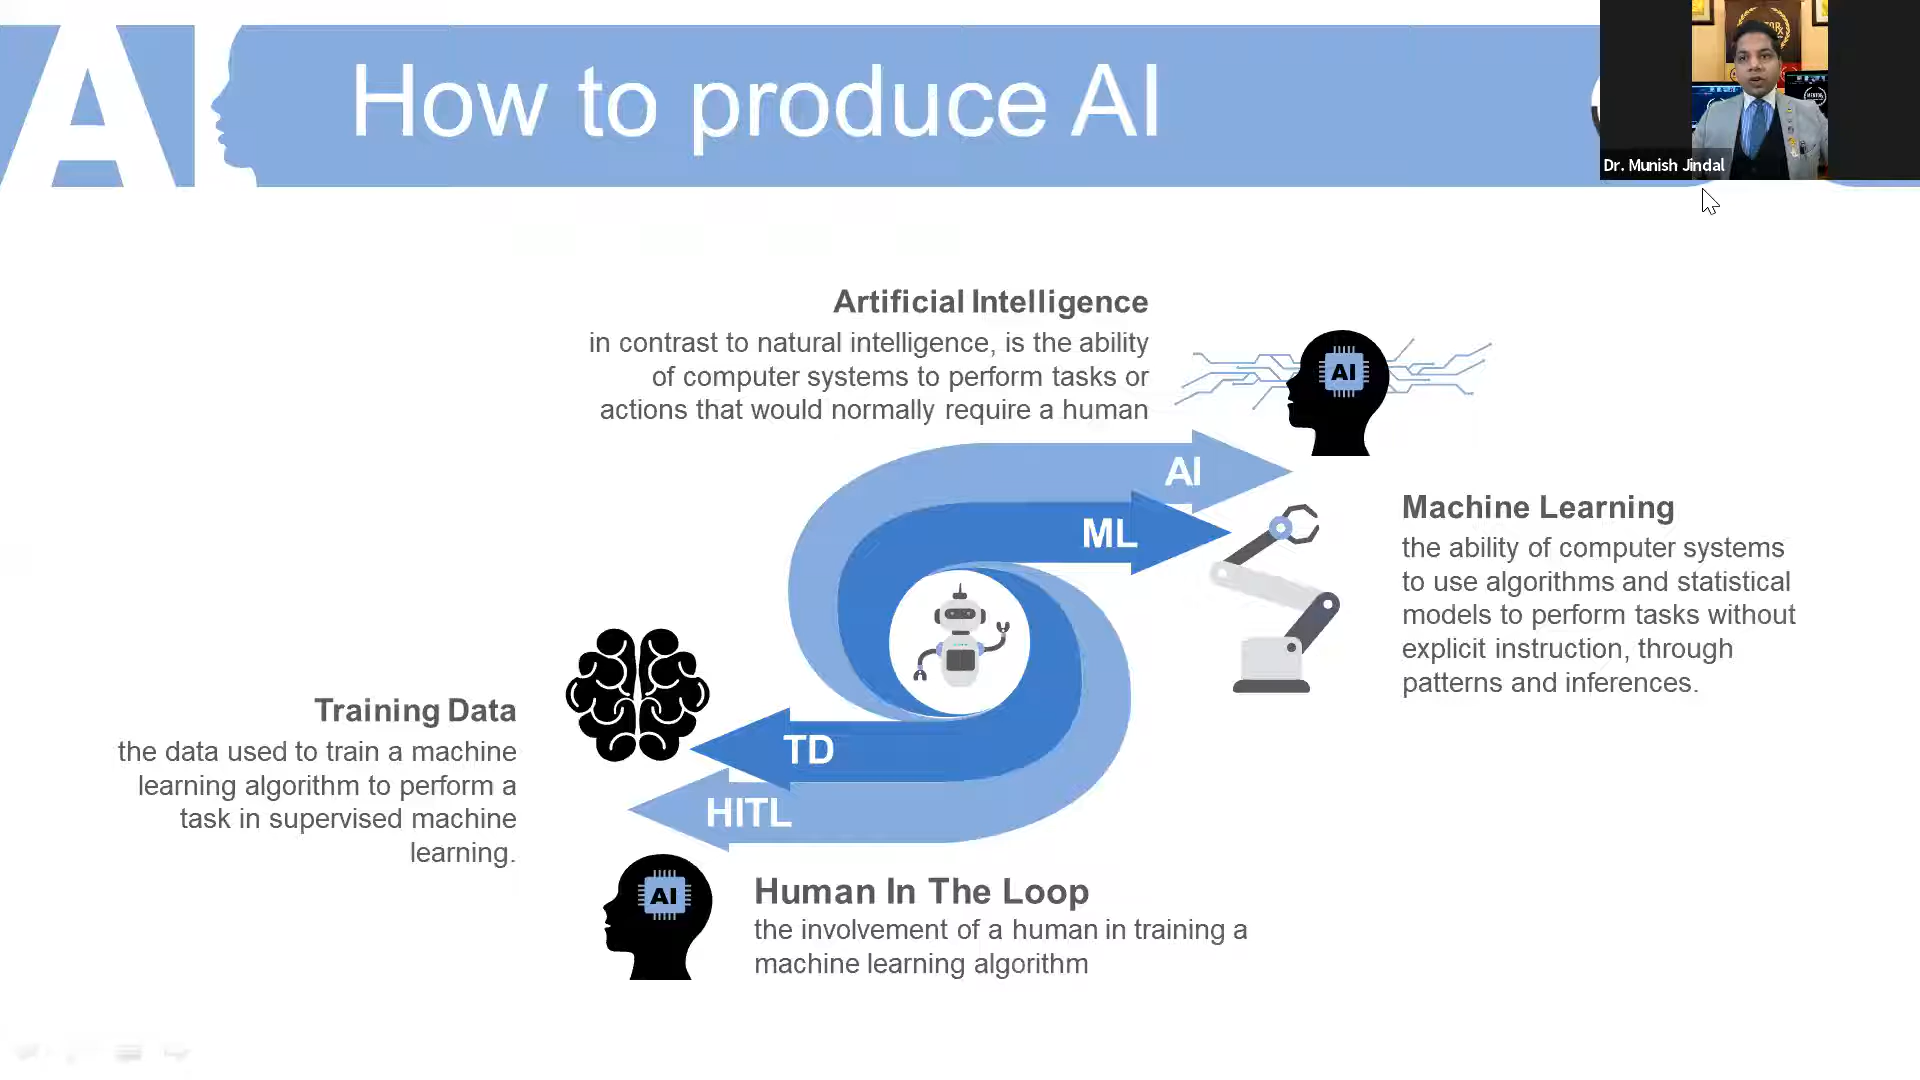 AI
How to produce AI
Dr. Munish Jindal
Artificial Intelligence
in contrast to natural intelligence, is the ability
of computer systems to perform tasks or
actions that would normally require a human
AI
AI
ML
Machine Learning
the ability of computer systems
to use algorithms and statistical
models to perform tasks without
explicit instruction, through
patterns and inferences.
Training Data
the data used to train a machine
learning algorithm to perform a
task in supervised machine
learning.
TD
HITL
AI
Human In The Loop
the involvement of a human in training a
machine learning algorithm